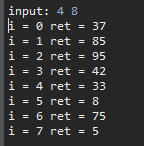 input: 4 8
i = 0 ret = 37
i = 1 ret = 85
i = 2 ret = 95
i = 3 ret = 42
i = 4 ret = 33
i = 5 ret = 8
i = 6 ret = 75
i = 7 ret = 5